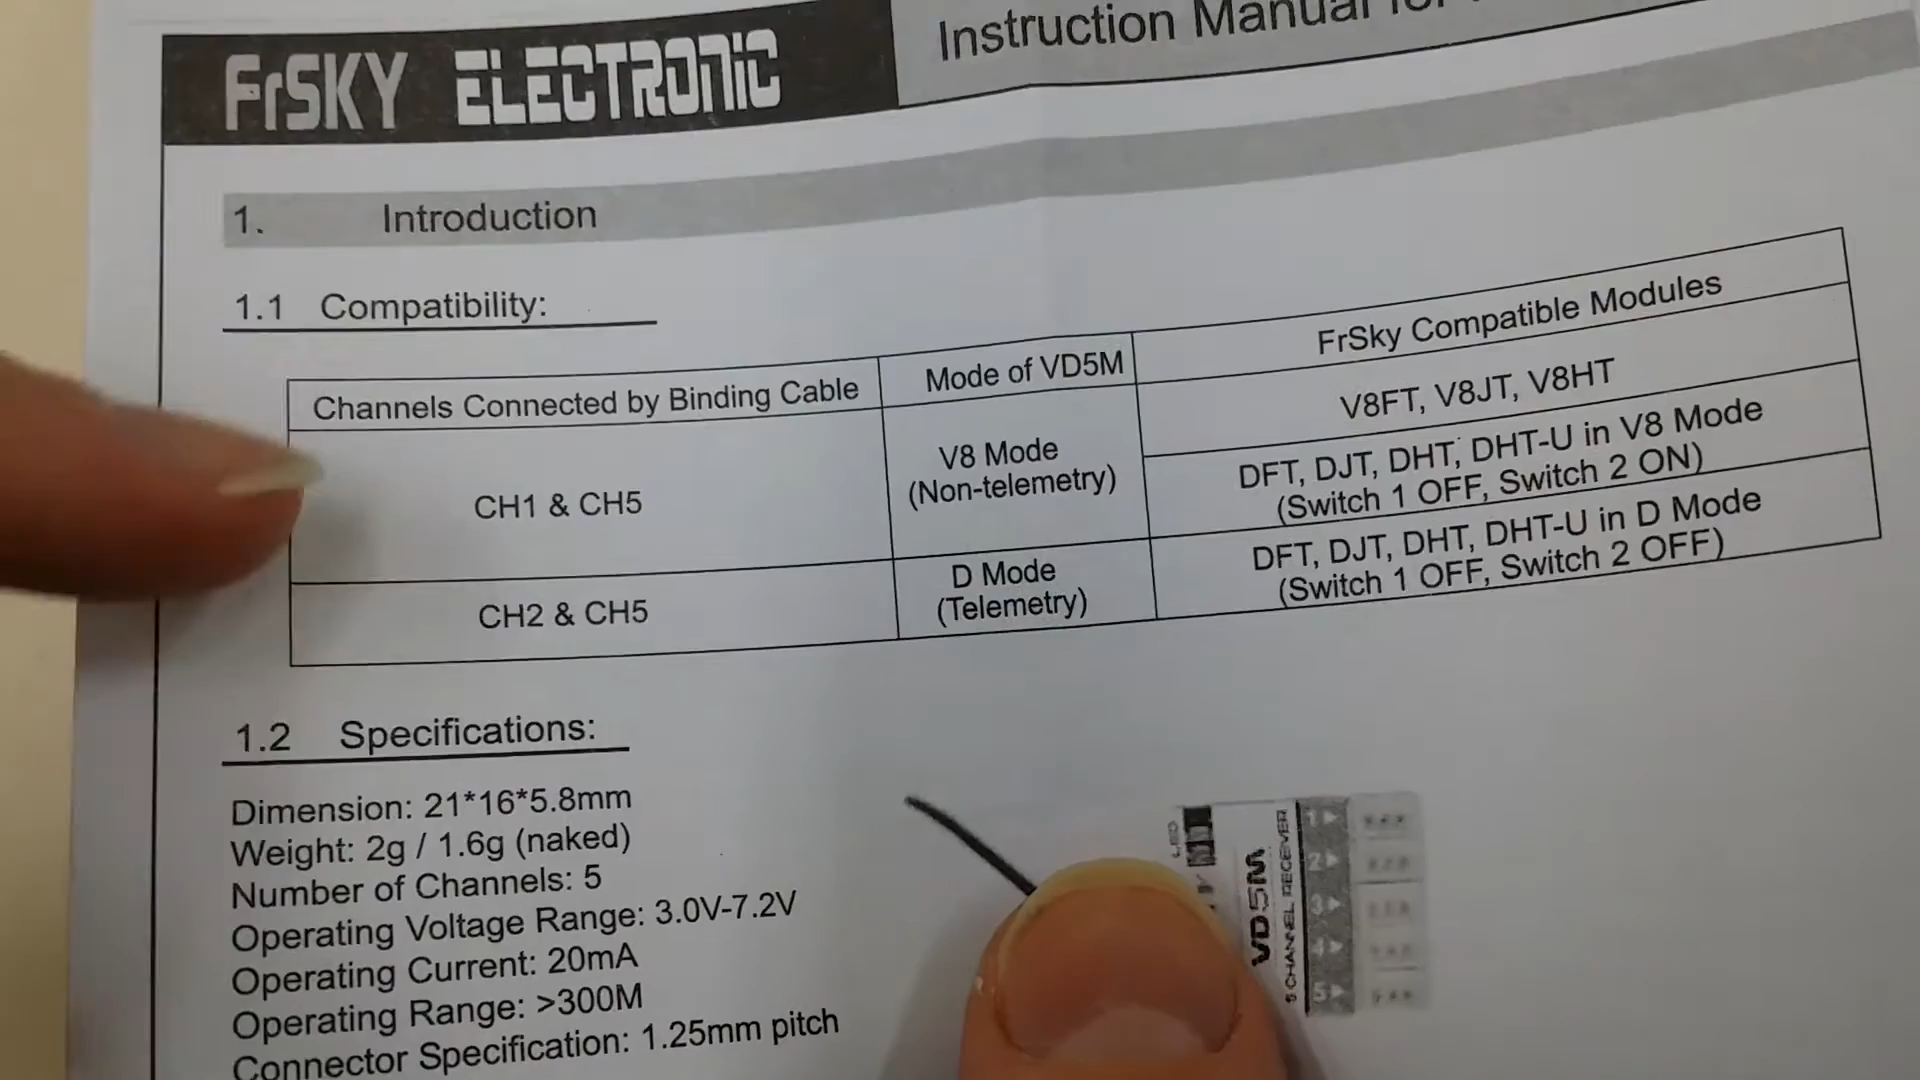 FrSKY ELECTRONIC
Instruction Manual for
1. Introduction
1.1 Compatibility:
Channels Connected by Binding Cable Mode of VD5M FrSky Compatible Modules
CH1 & CH5
V8 Mode
(Non-telemetry)
V8FT, V8JT, V8HT
DFT, DJT, DHT, DHT-U in V8 Mode
(Switch 1 OFF, Switch 2 ON)
CH2 & CH5
D Mode
(Telemetry)
DFT, DJT, DHT, DHT-U in D Mode
(Switch 1 OFF, Switch 2 OFF)
1.2 Specifications:
Dimension: 21*16*5.8mm
Weight: 2g / 1.6g (naked)
Number of Channels: 5
Operating Voltage Range: 3.0V-7.2V
Operating Current: 20mA
Operating Range: >300M
Connector Specification: 1.25mm pitch
LED
VD5M
5 CHANNEL RECEIVER
1
2
3
4
5